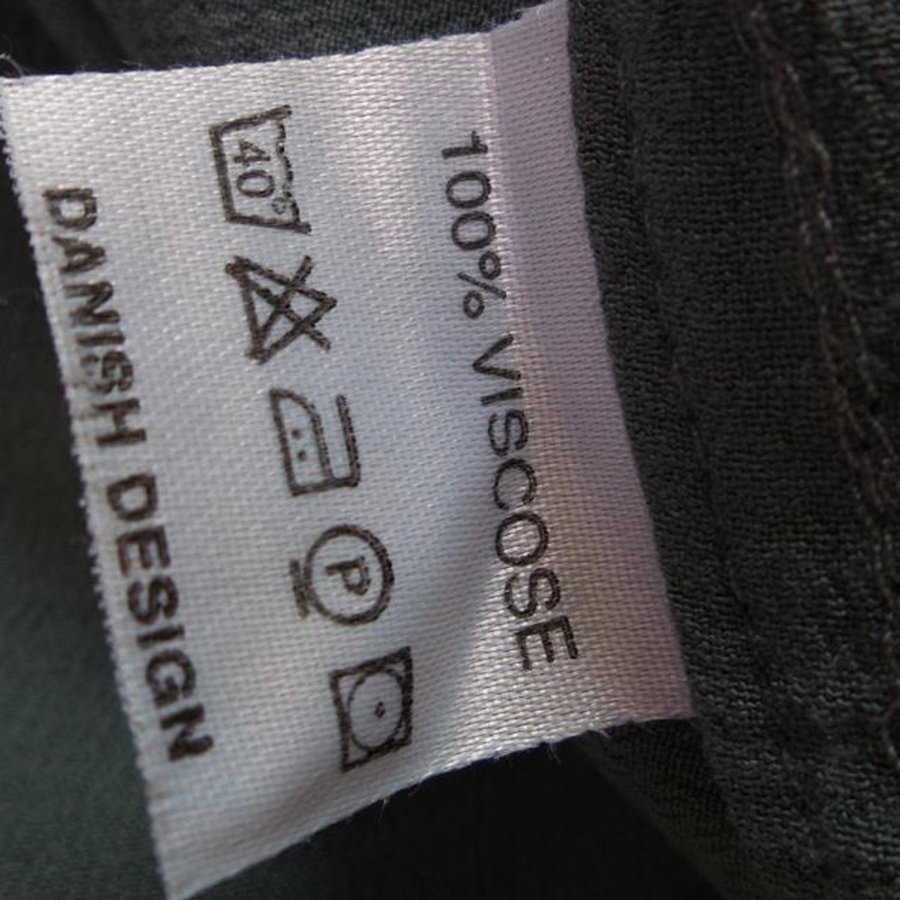 100% VISCOSE
40 P
DANISH DESIGN